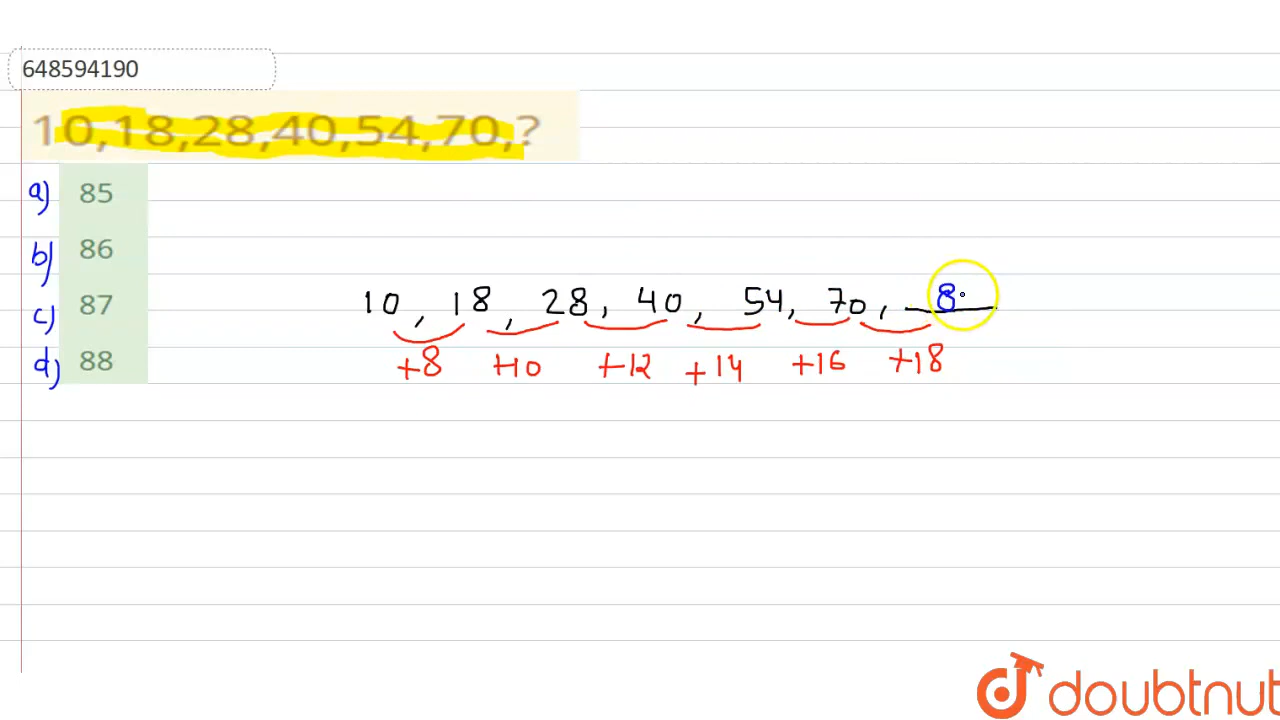 648594190
10,18,28,40,54,70,?
a) 85
b) 86
c) 87
d) 88
10, 18, 28, 40, 54, 70, 8
+8 +10 +12 +14 +16 +18
doubtnut